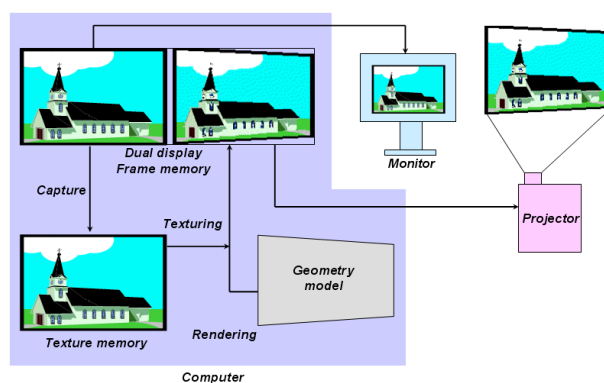 Dual display
Frame memory
Monitor
Capture
Texturing
Projector
Geometry
model
Rendering
Texture memory
Computer